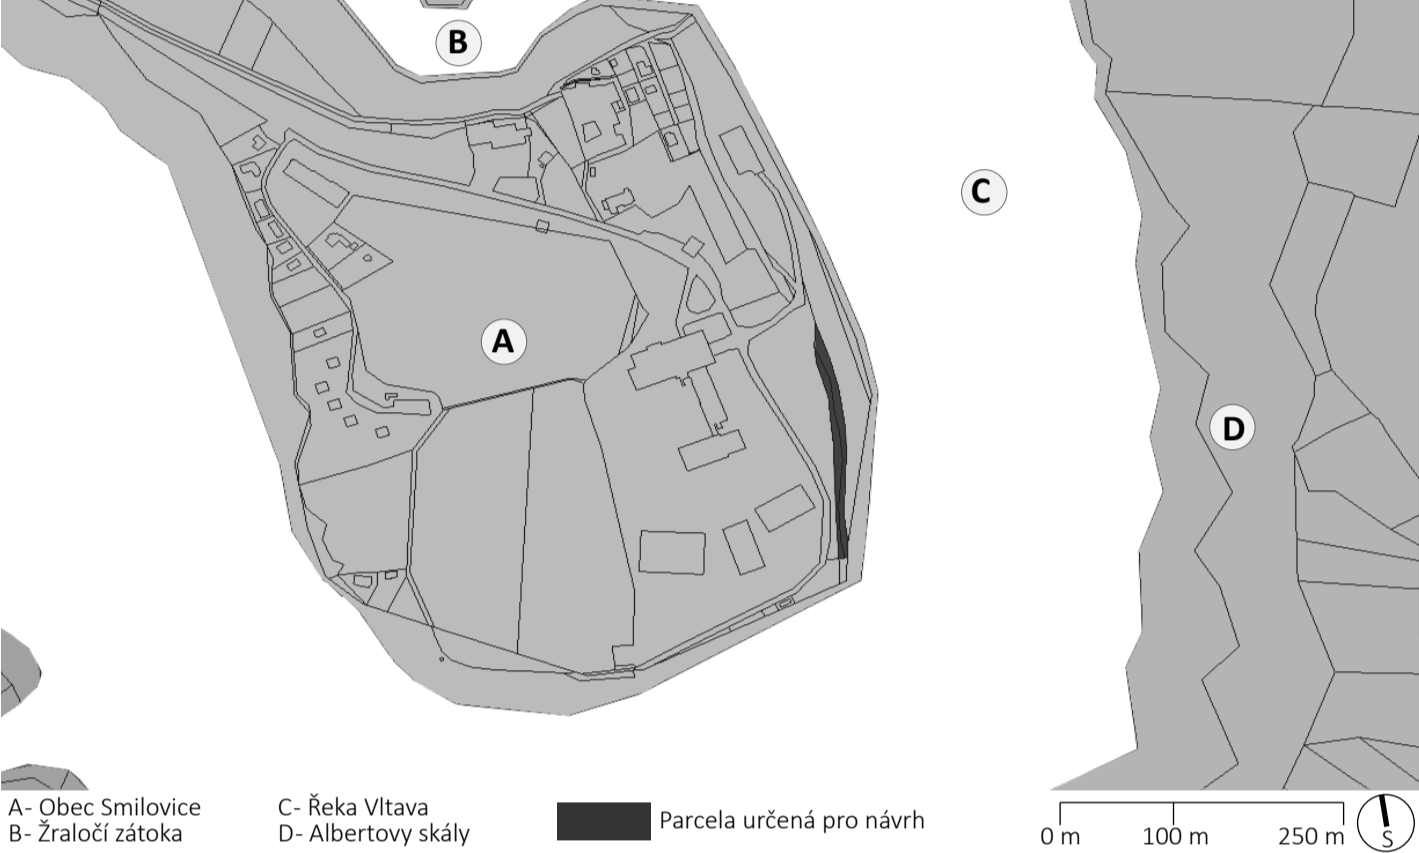 B
C
A
D
A- Obec Smilovice
B- Žraločí zátoka
C- Řeka Vltava
D- Albertovy skály
Parcela určená pro návrh
0 m 100 m 250 m
S